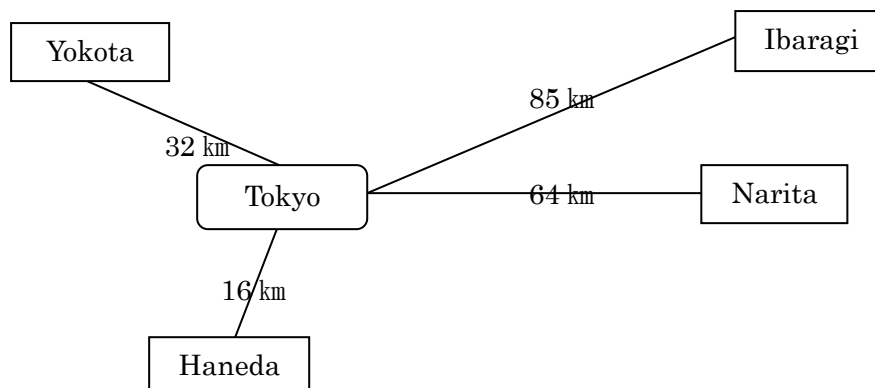 Yokota
Ibaragi
85 ㎞
32 ㎞
Tokyo
64 ㎞
Narita
16 ㎞
Haneda